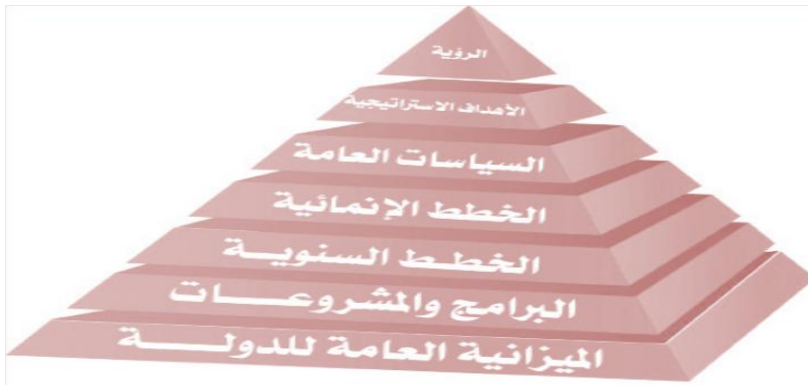 الرؤية
الأهداف الاستراتيجية
السياسات العامة
الخطط الإنمائية
الخطط السنوية
البرامج والمشروعات
الميزانية العامة للدولة